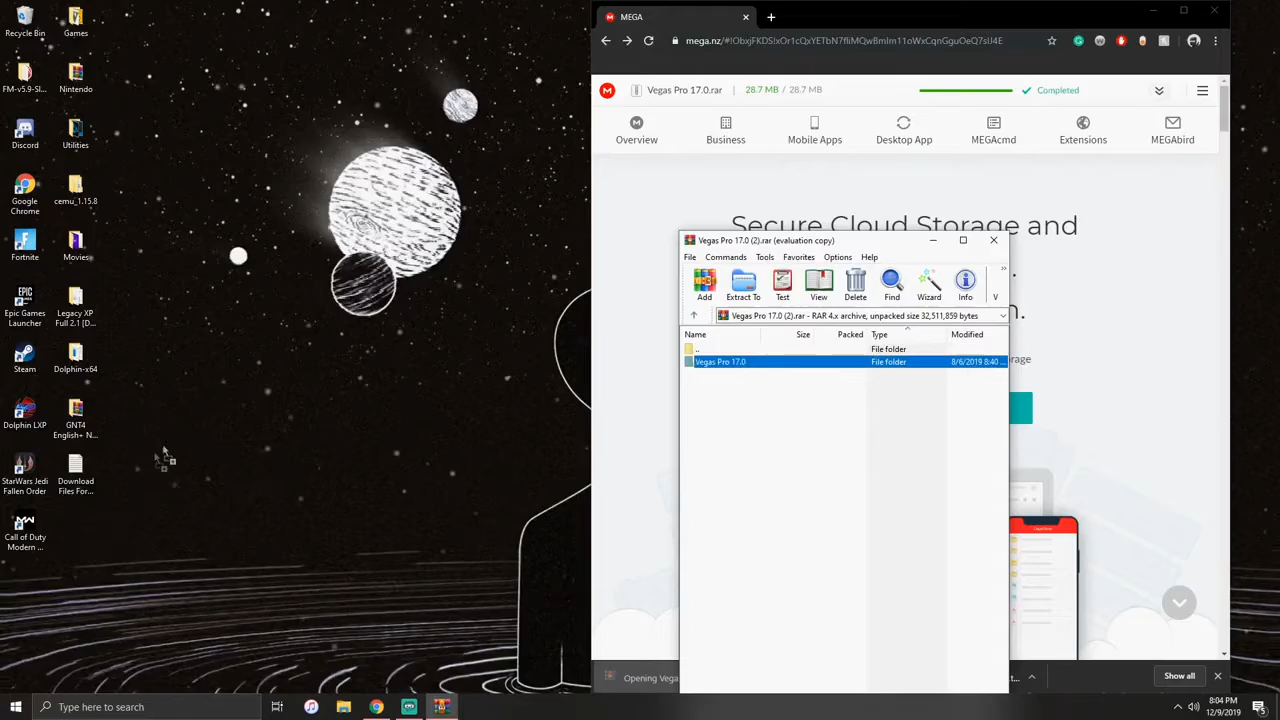 Recycle Bin
Games
FM-v5.9-Sl...
Nintendo
Discord
Utilities
Google
Chrome
cemu_1.15.8
Fortnite
Movies
Epic Games
Launcher
Legacy XP
Full 2.1 [D...
Steam
Dolphin-x64
Dolphin LXP
GNT4
English+ N...
StarWars Jedi
Fallen Order
Download
Files For...
Call of Duty
Modern ...
MEGA
mega.nz/#!ObxjFKDS!xOr1cQxYETbN7fliMQwBmlm11oWxCqnGguOeQ7sIJ4E
Vegas Pro 17.0.rar
28.7 MB / 28.7 MB
Completed
Overview
Business
Mobile Apps
Desktop App
MEGAcmd
Extensions
MEGAbird
Secure Cloud Storage and
Vegas Pro 17.0 (2).rar (evaluation copy)
File Commands Tools Favorites Options Help
Add Extract To Test View Delete Find Wizard Info V
Vegas Pro 17.0 (2).rar - RAR 4.x archive, unpacked size 32,511,859 bytes
Name Size Packed Type Modified
.. File folder
Vegas Pro 17.0 File folder 8/6/2019 8:40 ...
Opening Vega
t...
Show all
Type here to search
8:04 PM
12/9/2019
5